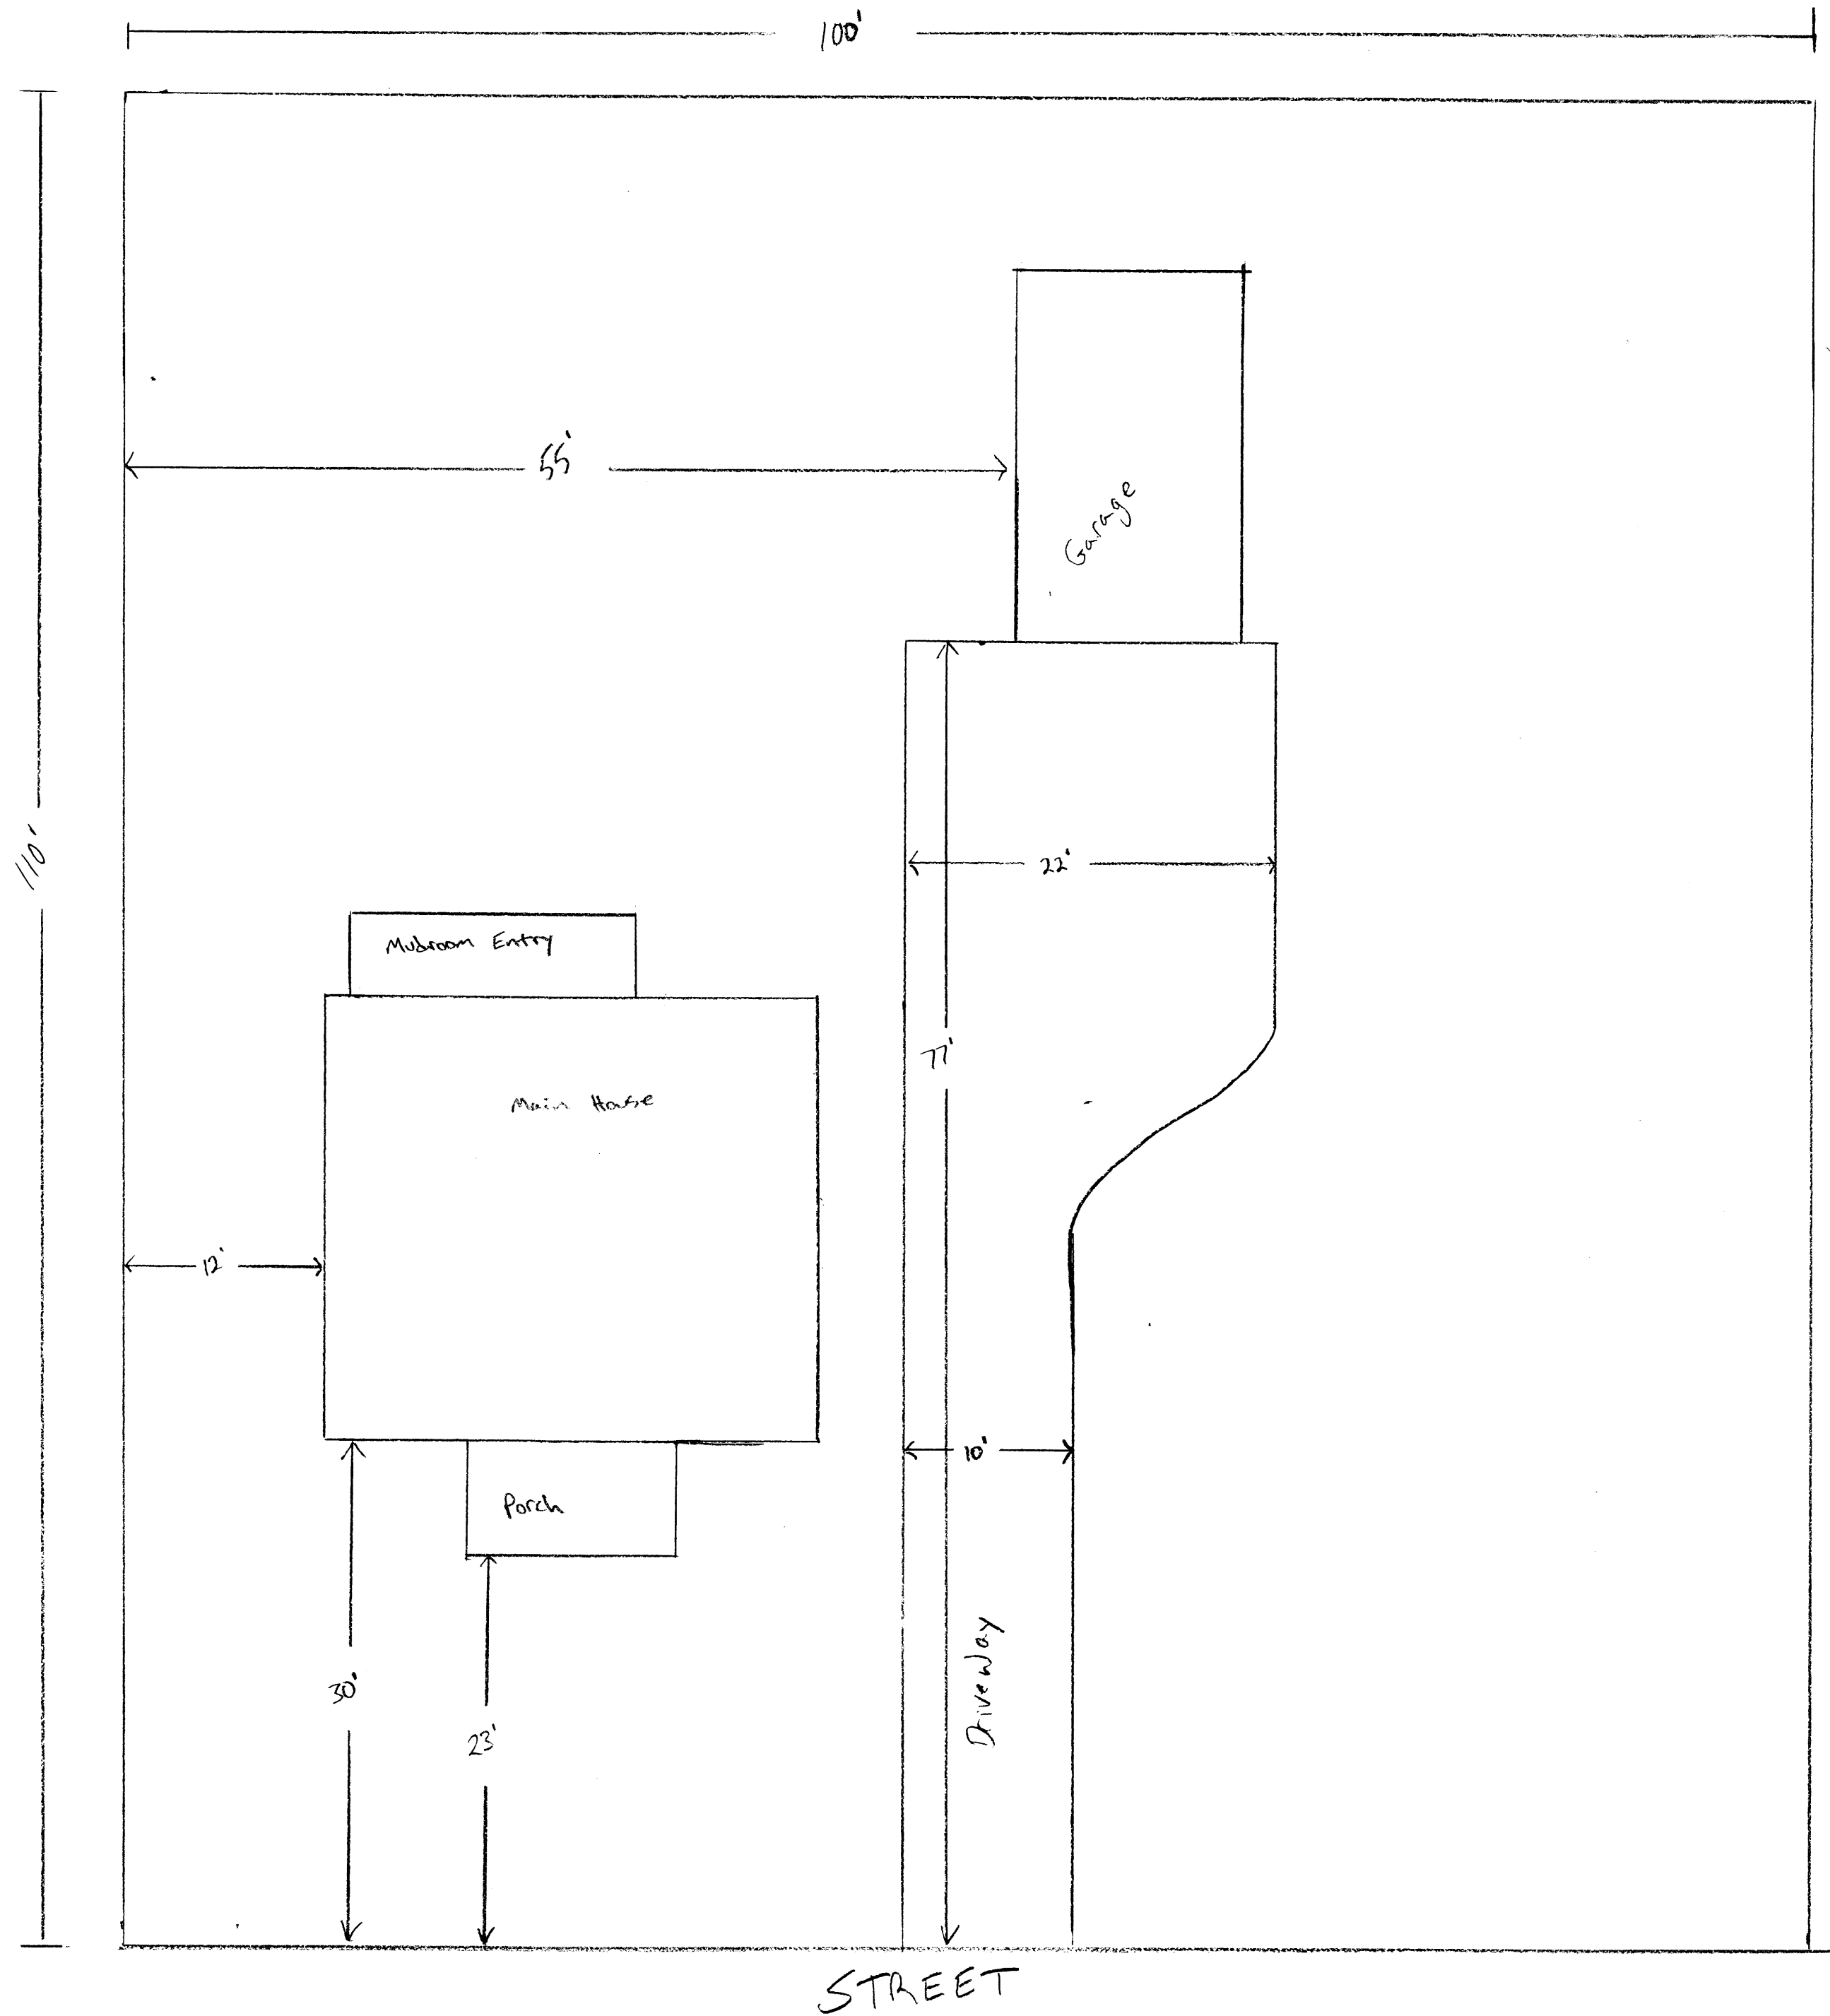 100'
55'
Garage
110'
22'
Mudroom Entry
77'
Main House
12'
10'
Porch
30'
23'
Driveway
STREET